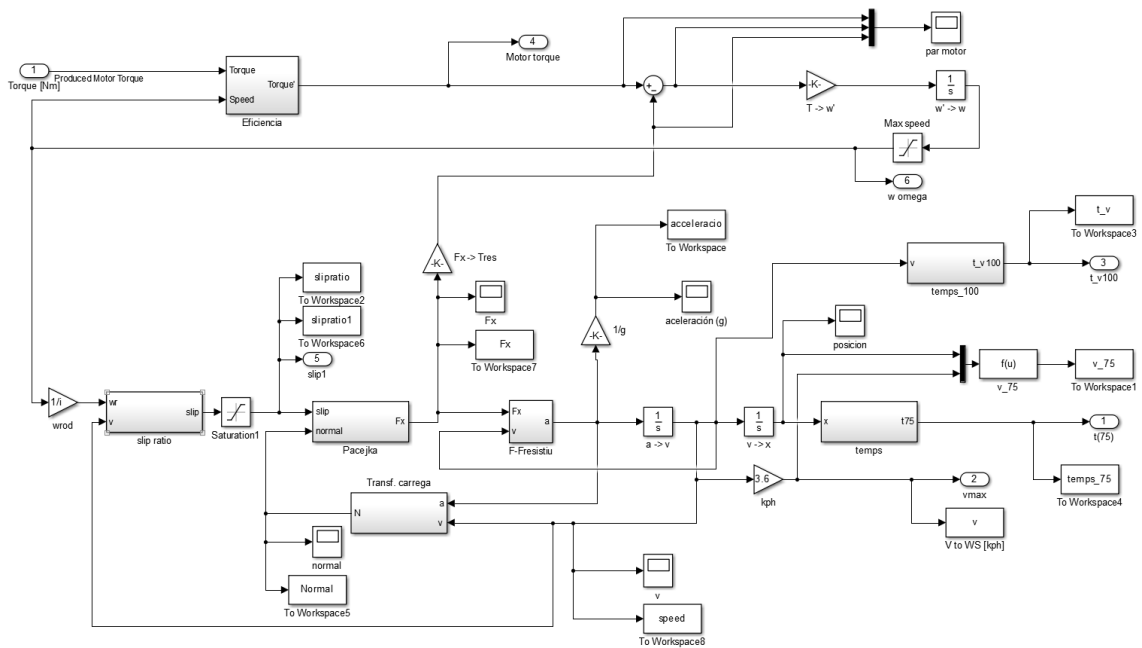 1
Torque [Nm]
Produced Motor Torque
Torque
Speed
Torque'
Eficiencia
4
Motor torque
par motor
+
-
-K-
T -> w'
1
s
w' -> w
Max speed
6
w omega
-K-
Fx -> Tres
acceleracio
To Workspace
t_v
To Workspace3
v
t_v100
temps_100
3
t_v100
slipratio
To Workspace2
slipratio1
To Workspace6
5
slip1
Fx
Fx
To Workspace7
-K-
1/g
aceleración (g)
posicion
f(u)
v_75
v_75
To Workspace1
1/i
wrod
wr
v
slip
slip ratio
Saturation1
slip
normal
Fx
Pacejka
Fx
v
a
F-Fresistiu
1
s
a -> v
1
s
v -> x
x
t75
temps
1
t(75)
3.6
kph
2
vmax
temps_75
To Workspace4
v
V to WS [kph]
Transf. carrega
N
a
v
normal
Normal
To Workspace5
v
speed
To Workspace8